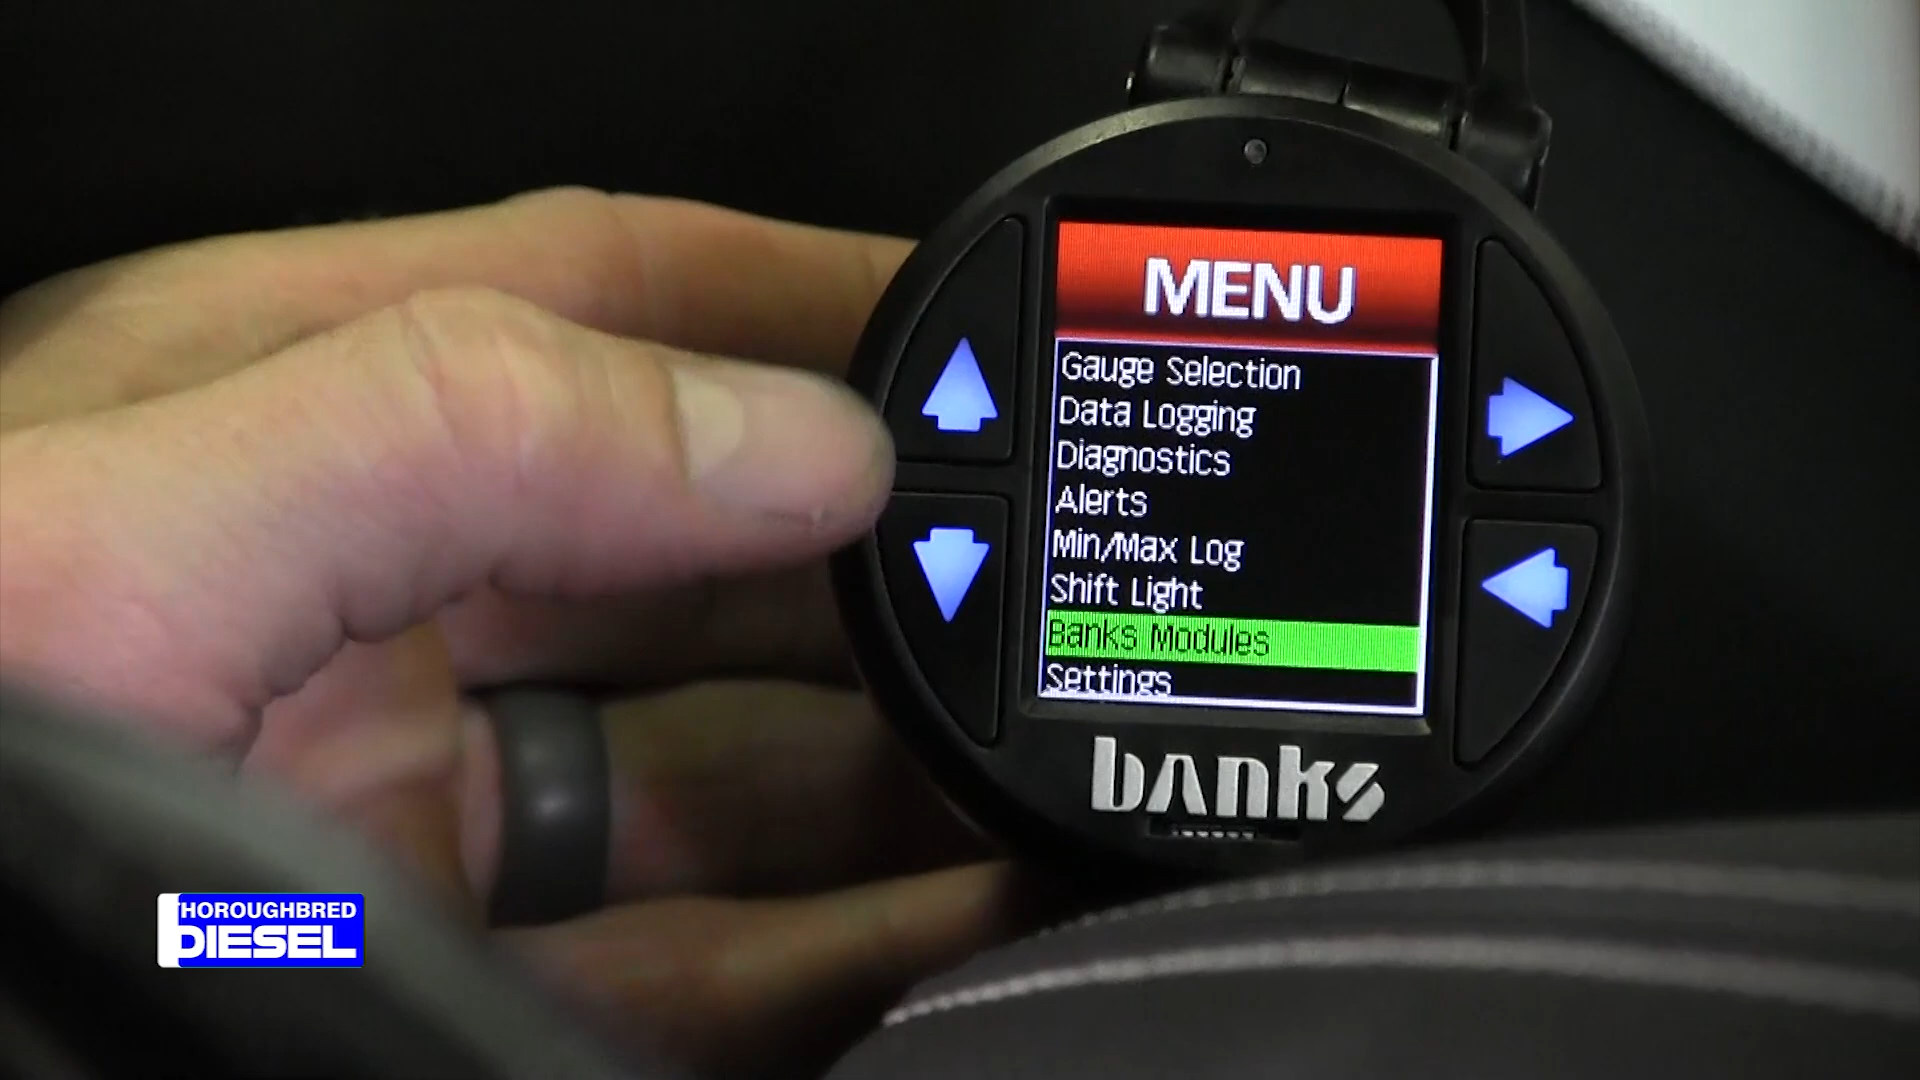 MENU
Gauge Selection
Data Logging
Diagnostics
Alerts
Min/Max Log
Shift Light
Banks Modules
Settings
banks
THOROUGHBRED
DIESEL